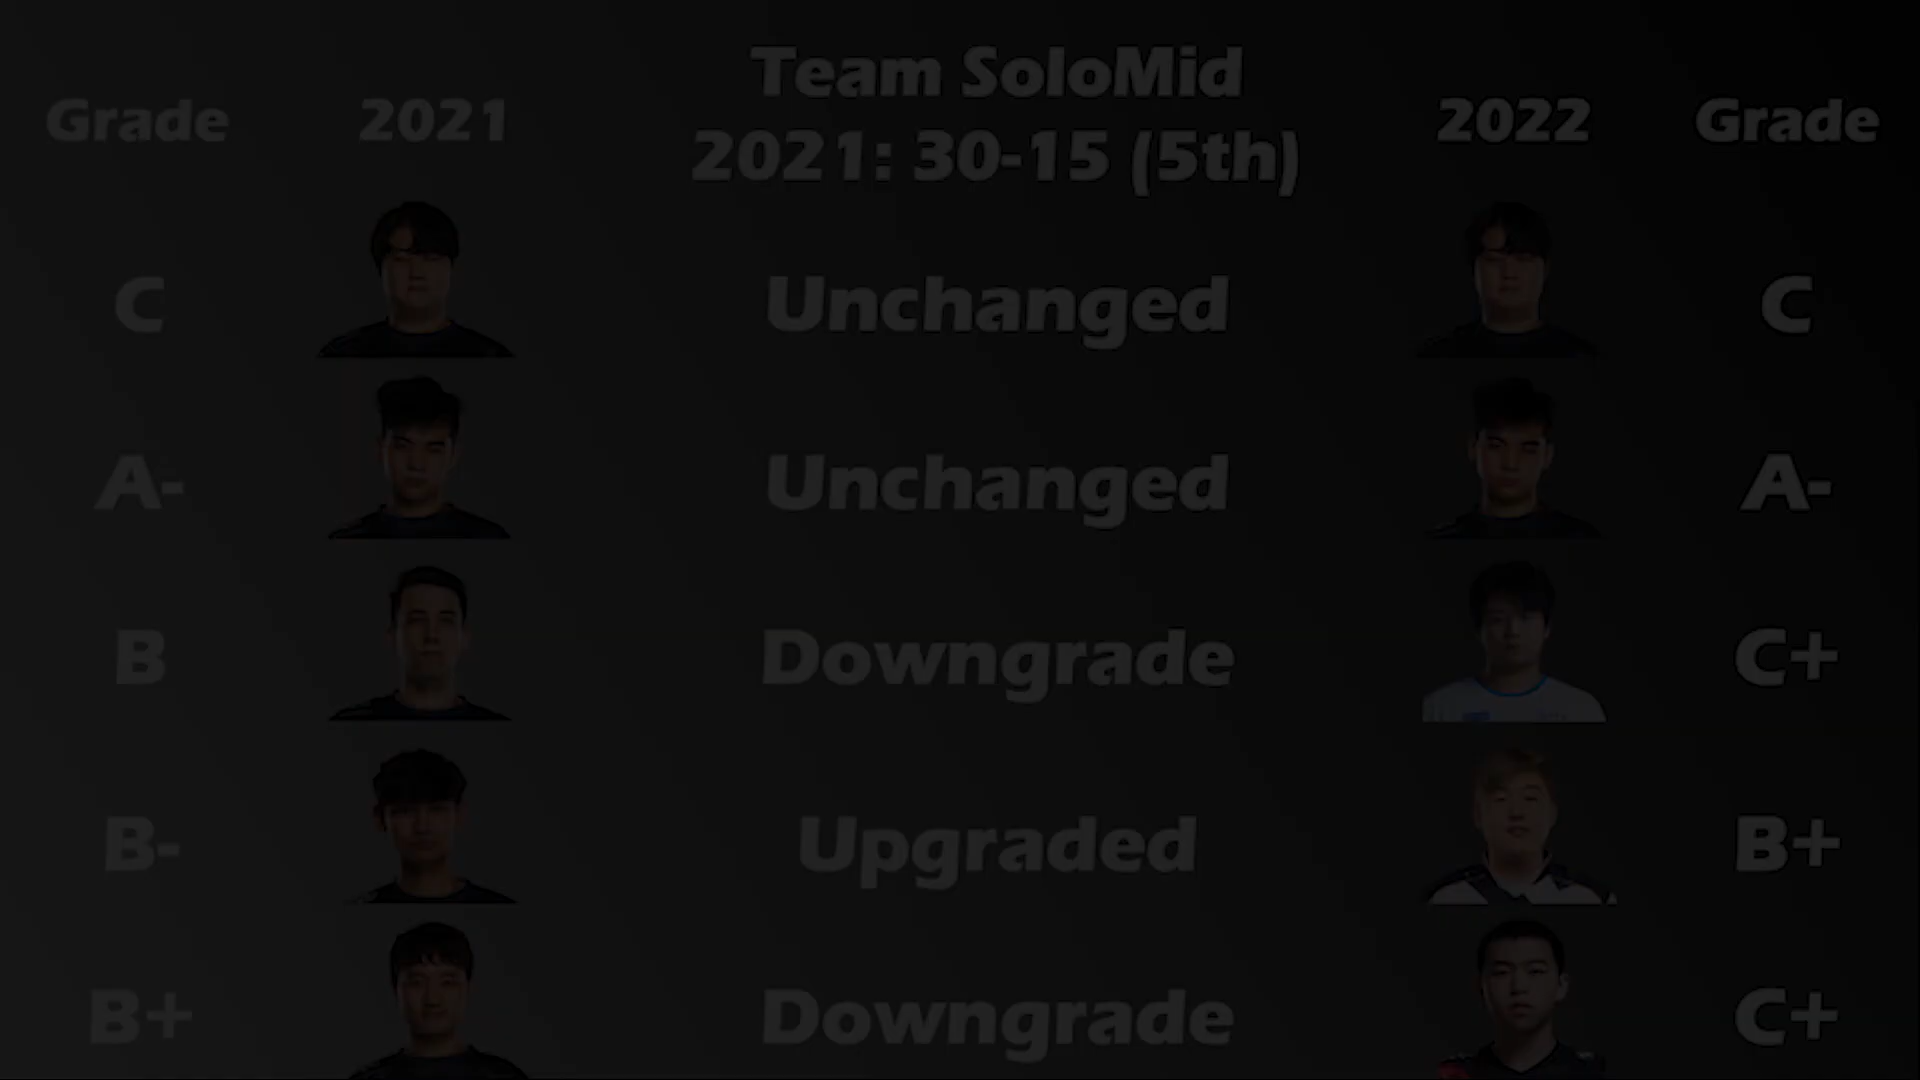 Team SoloMid
Grade 2021 2021: 30-15 (5th) 2022 Grade
C Unchanged C
A- Unchanged A-
B Downgrade C+
B- Upgraded B+
B+ Downgrade C+